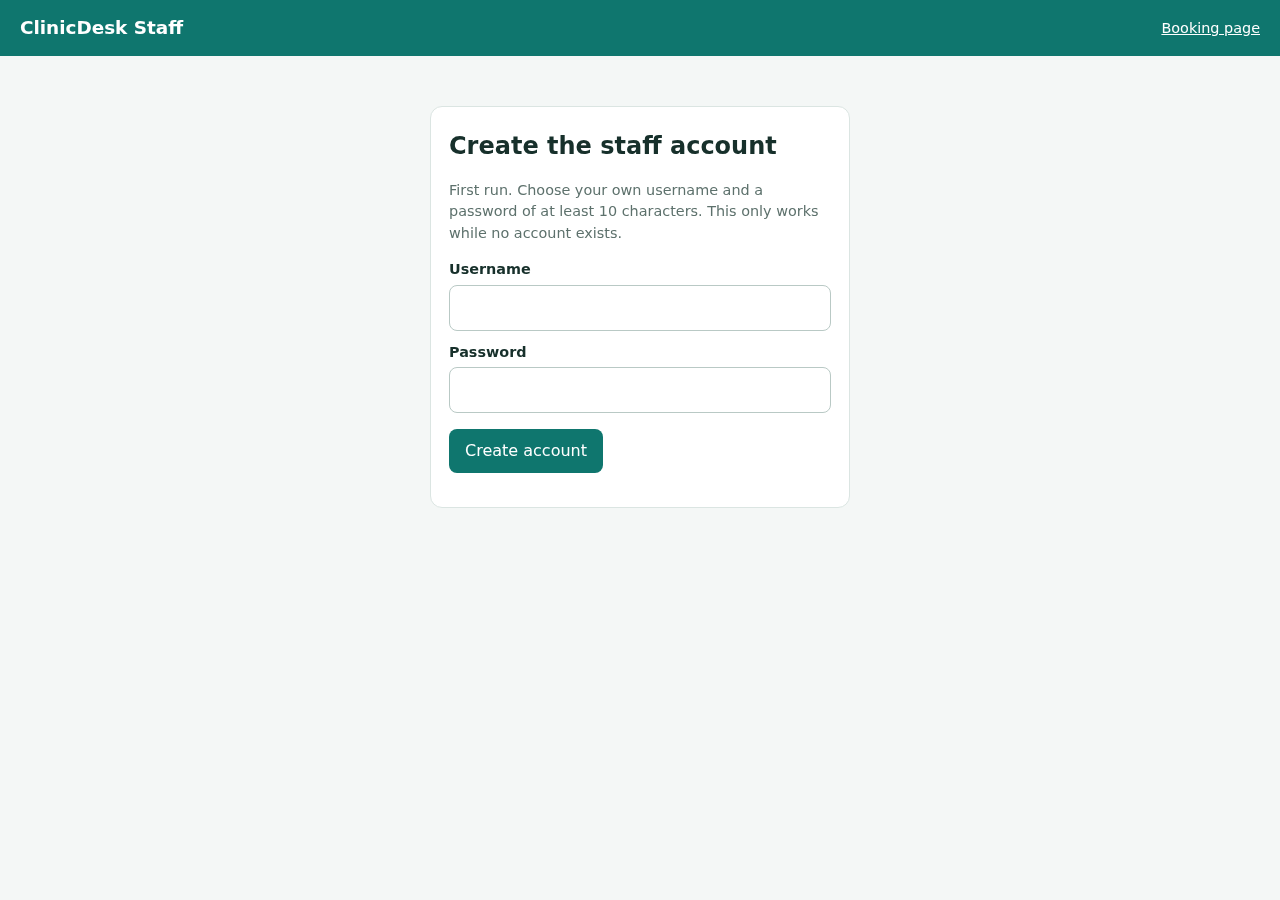 ClinicDesk Staff
Booking page
Create the staff account
First run. Choose your own username and a
password of at least 10 characters. This only works
while no account exists.
Username
Password
Create account